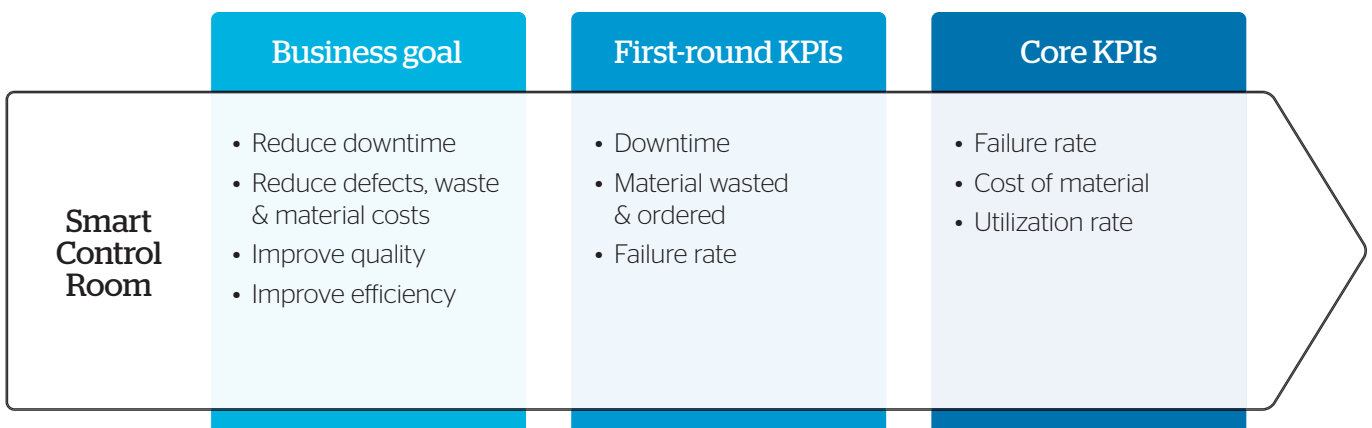 Business goal
First-round KPIs
Core KPIs
Smart
Control
Room
• Reduce downtime
• Reduce defects, waste
& material costs
• Improve quality
• Improve efficiency
• Downtime
• Material wasted
& ordered
• Failure rate
• Failure rate
• Cost of material
• Utilization rate